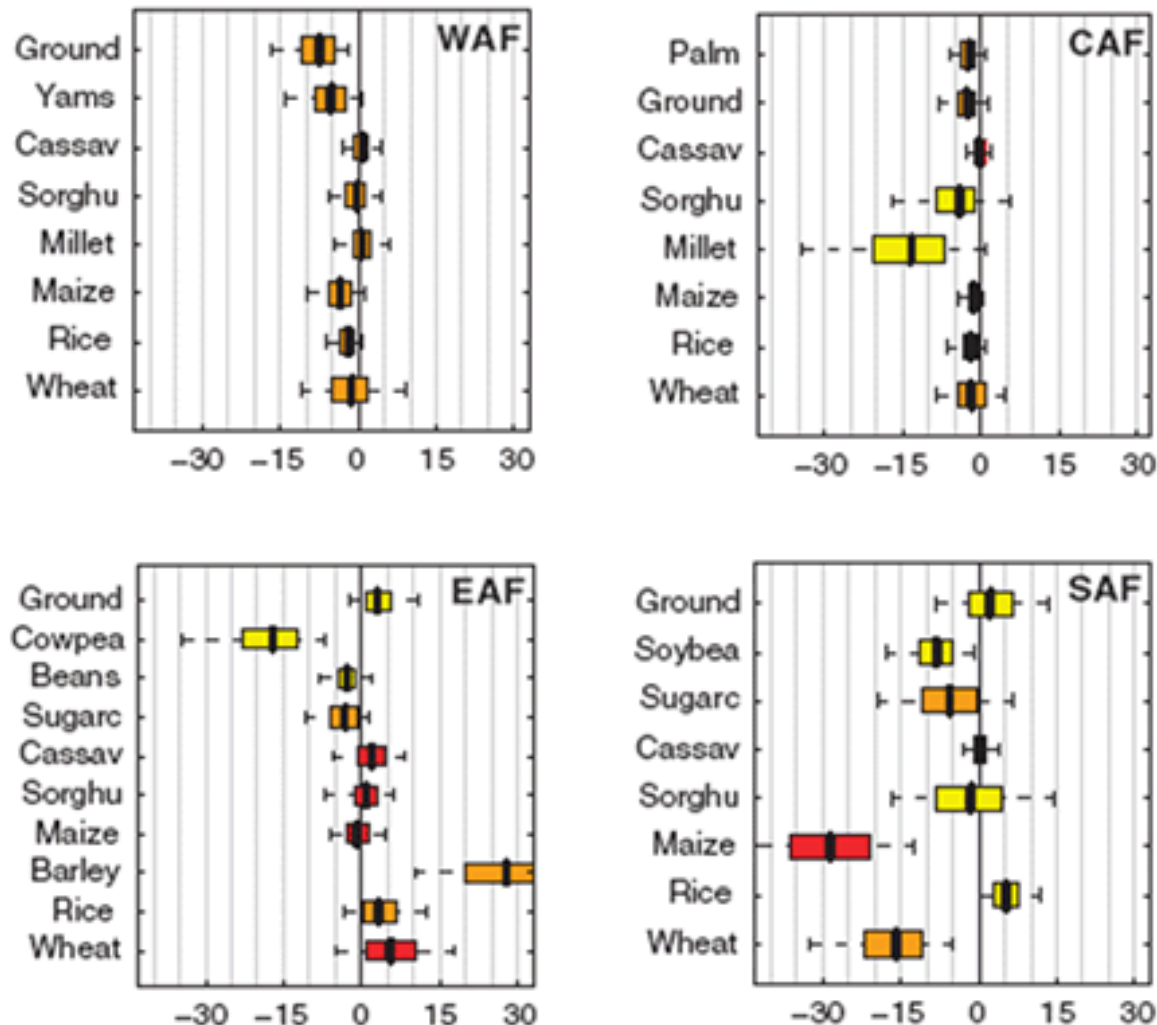 WAF
Ground
Yams
Cassav
Sorghu
Millet
Maize
Rice
Wheat
−30 −15 0 15 30
CAF
Palm
Ground
Cassav
Sorghu
Millet
Maize
Rice
Wheat
−30 −15 0 15 30
EAF
Ground
Cowpea
Beans
Sugarc
Cassav
Sorghu
Maize
Barley
Rice
Wheat
−30 −15 0 15 30
SAF
Ground
Soybea
Sugarc
Cassav
Sorghu
Maize
Rice
Wheat
−30 −15 0 15 30